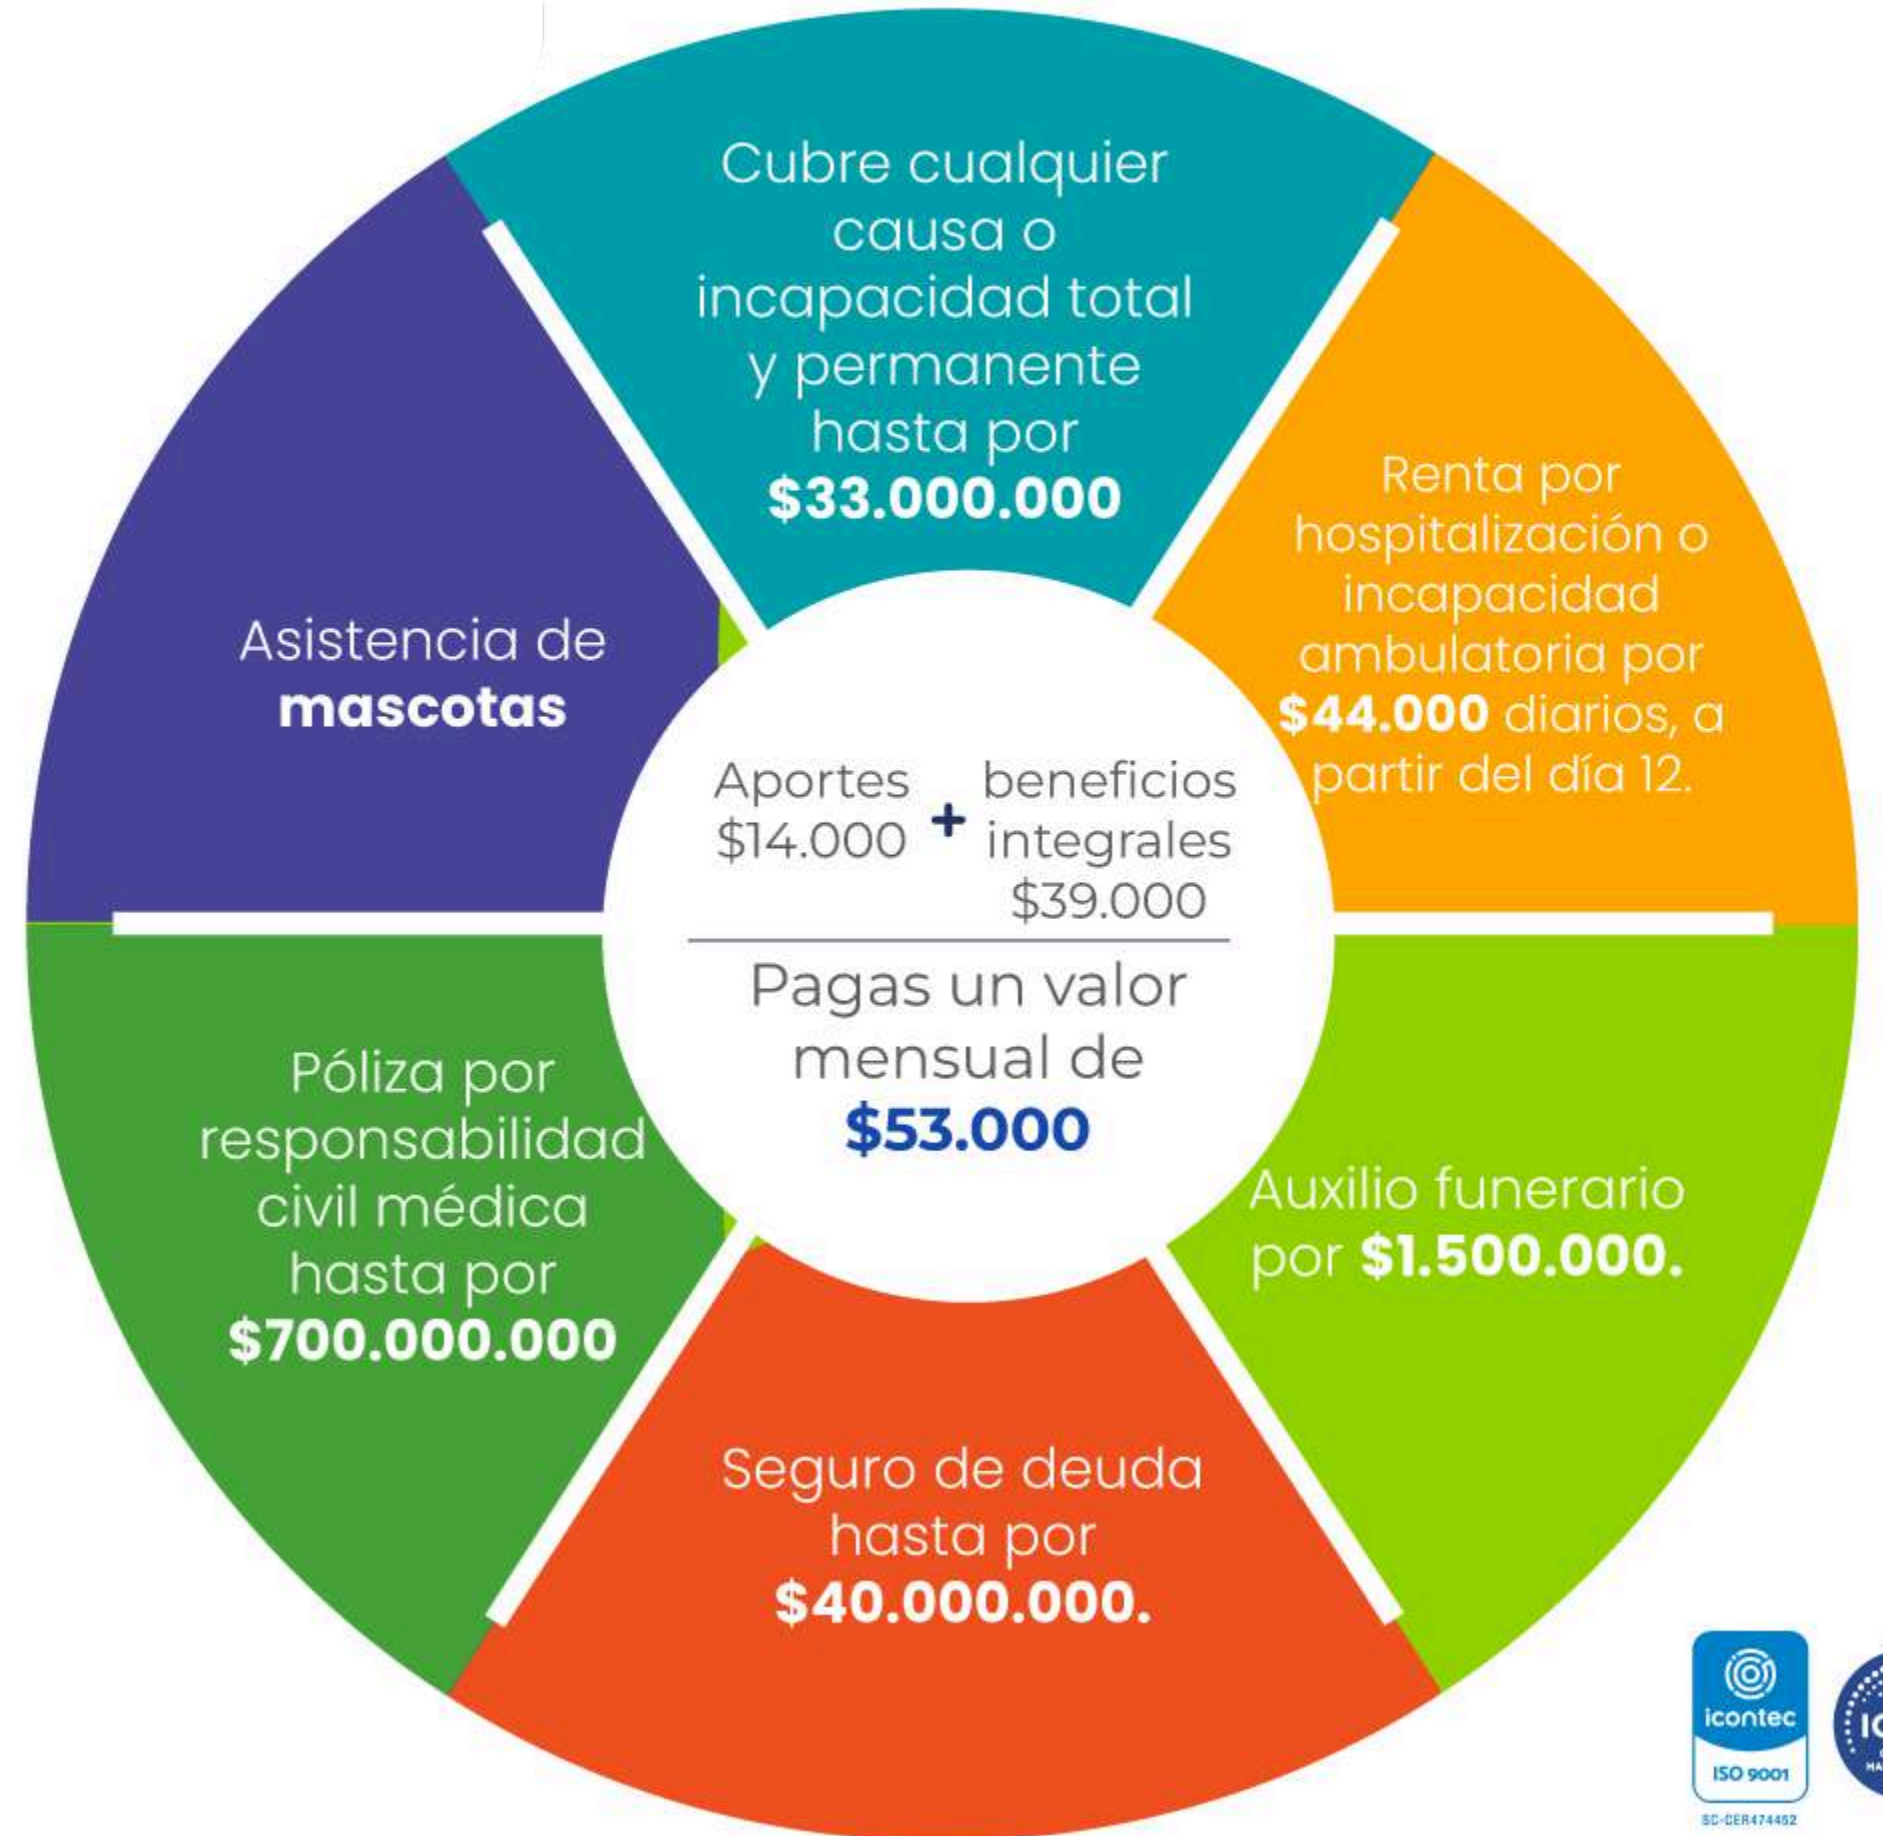 Cubre cualquier
causa o
incapacidad total
y permanente
hasta por
$33.000.000
Renta por
hospitalización o
incapacidad
ambulatoria por
$44.000 diarios, a
partir del día 12.
Auxilio funerario
por $1.500.000.
Seguro de deuda
hasta por
$40.000.000.
Póliza por
responsabilidad
civil médica
hasta por
$700.000.000
Asistencia de
mascotas
Aportes
$14.000
+
beneficios
integrales
$39.000
Pagas un valor
mensual de
$53.000
icontec
ISO 9001
SC-CER474452